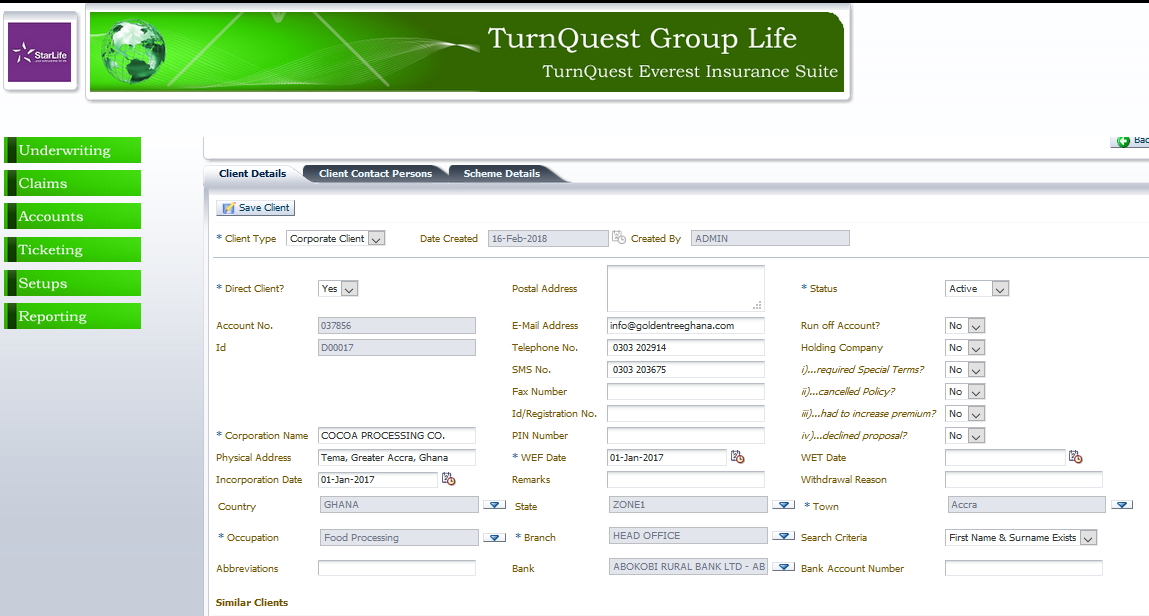 StarLife
TurnQuest Group Life
TurnQuest Everest Insurance Suite
Underwriting
Claims
Accounts
Ticketing
Setups
Reporting
Bac
Client Details Client Contact Persons Scheme Details
Save Client
* Client Type Corporate Client Date Created 16-Feb-2018 Created By ADMIN
* Direct Client? Yes Postal Address * Status Active
Account No. 037856 E-Mail Address info@goldentreeghana.com Run off Account? No
Id D00017 Telephone No. 0303 202914 Holding Company No
SMS No. 0303 203675 i)...required Special Terms? No
Fax Number ii)...cancelled Policy? No
Id/Registration No. iii)...had to increase premium? No
* Corporation Name COCOA PROCESSING CO. PIN Number iv)...declined proposal? No
Physical Address Tema, Greater Accra, Ghana * WEF Date 01-Jan-2017 WET Date
Incorporation Date 01-Jan-2017 Remarks Withdrawal Reason
Country GHANA State ZONE1 * Town Accra
* Occupation Food Processing * Branch HEAD OFFICE Search Criteria First Name & Surname Exists
Abbreviations Bank ABOKOBI RURAL BANK LTD - AB Bank Account Number
Similar Clients